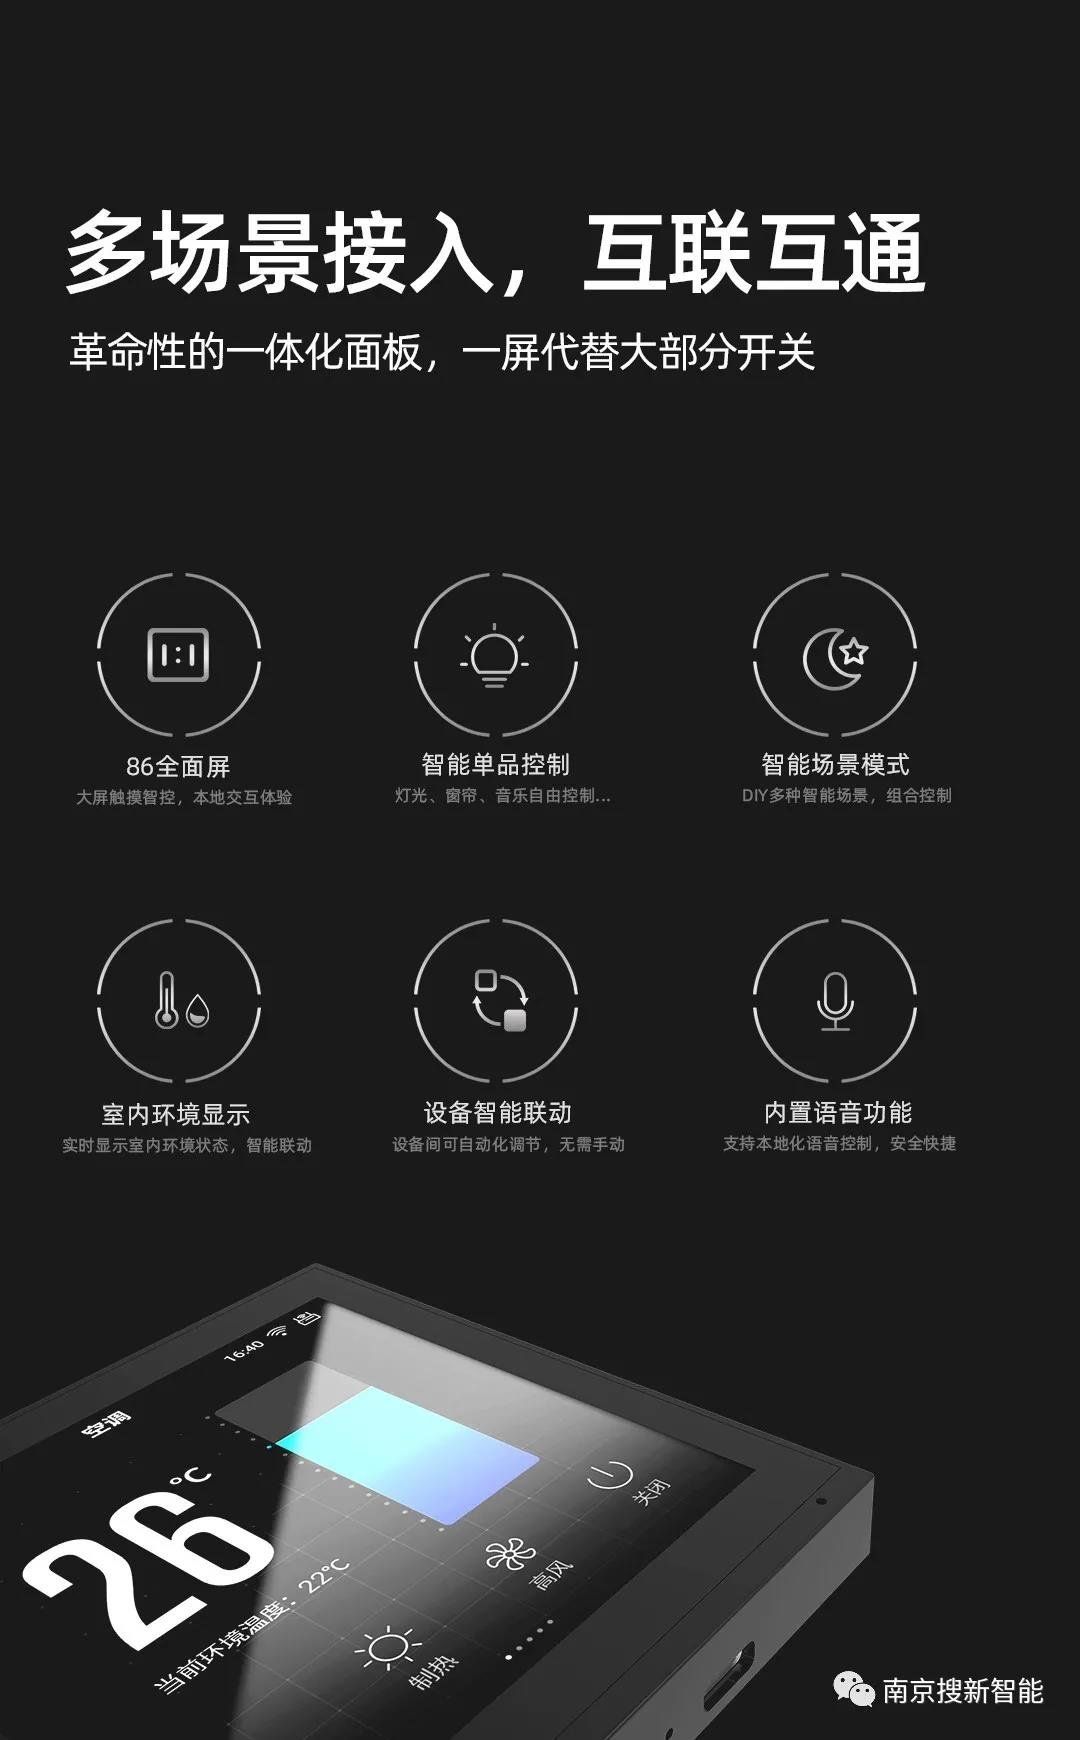 多场景接入，互联互通
革命性的一体化面板，一屏代替大部分开关
86全面屏
大屏触摸智控，本地交互体验
智能单品控制
灯光、窗帘、音乐自由控制...
智能场景模式
DIY多种智能场景，组合控制
室内环境显示
实时显示室内环境状态，智能联动
设备智能联动
设备间可自动化调节，无需手动
内置语音功能
支持本地化语音控制，安全快捷
16:40
空调
26°C
当前环境温度：22°C
关闭
高风
制热
南京搜新智能